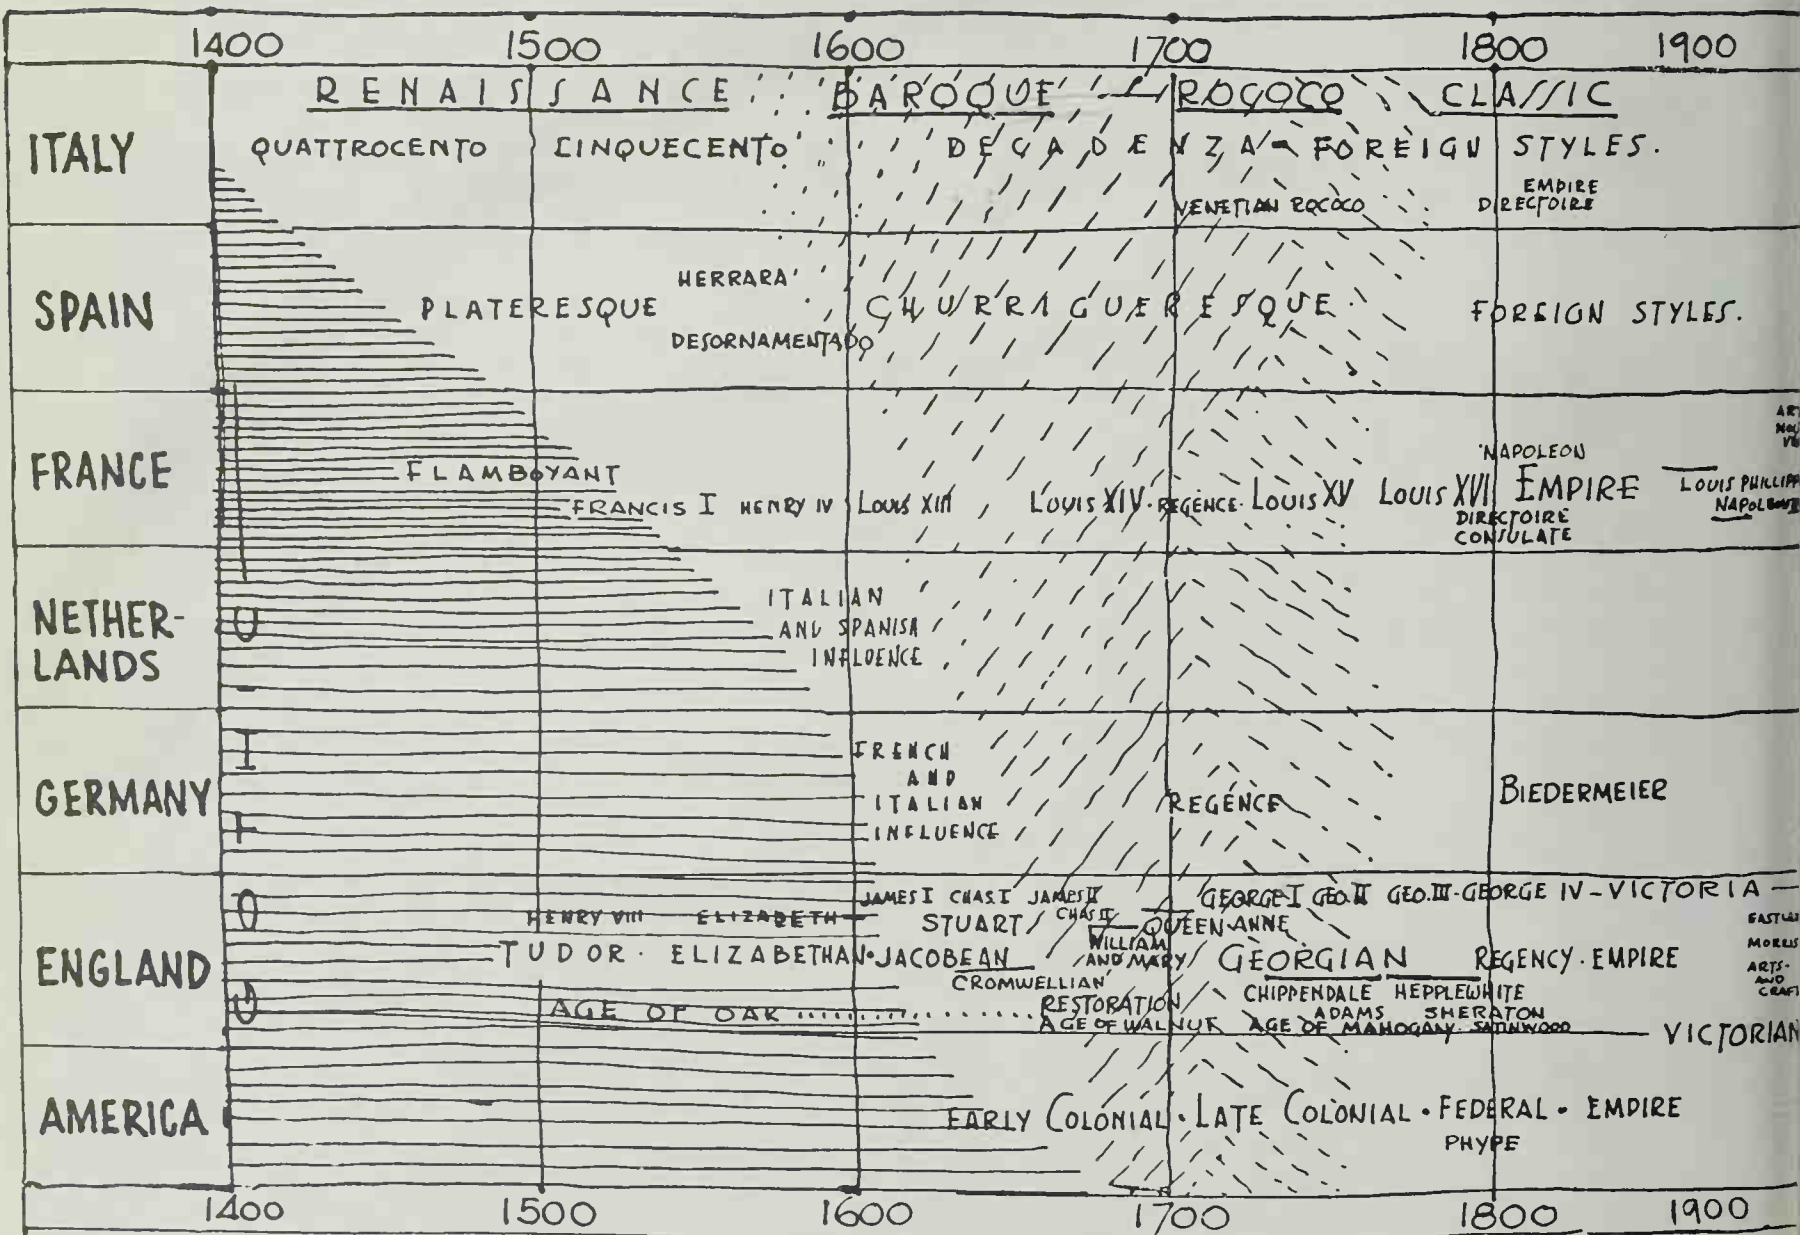 1400 1500 1600 1700 1800 1900
RENAISSANCE BAROQUE ROCOCO CLASSIC
ITALY
QUATTROCENTO CINQUECENTO DECADENZA - FOREIGN STYLES.
VENETIAN ROCOCO
EMPIRE
DIRECTOIRE
SPAIN
HERRARA
PLATERESQUE CHURRIGUERESQUE FOREIGN STYLES.
DESORNAMENTADO
FRANCE
FLAMBOYANT
NAPOLEON
FRANCIS I HENRY IV LOUIS XIII LOUIS XIV · REGENCE · LOUIS XV LOUIS XVI EMPIRE LOUIS PHILLIPP
DIRECTOIRE
CONSULATE
ART
NETHER-
LANDS
ITALIAN
AND SPANISH
INFLUENCE
GERMANY
FRENCH
AND
ITALIAN
INFLUENCE
REGENCE
BIEDERMEIER
GOTHIC
ENGLAND
JAMES I CHAS I JAMES II GEORGE I GEO. II GEO. III - GEORGE IV - VICTORIA
HENRY VIII ELIZABETH STUART CHAS II QUEEN ANNE
WILLIAM
AND MARY
TUDOR · ELIZABETHAN · JACOBEAN GEORGIAN REGENCY · EMPIRE
CROMWELLIAN
RESTORATION
CHIPPENDALE HEPPLEWHITE
ADAMS SHERATON
AGE OF OAK AGE OF WALNUT AGE OF MAHOGANY · SATINWOOD
MORRIS
ARTS-
AND
VICTORIAN
AMERICA
EARLY COLONIAL · LATE COLONIAL · FEDERAL · EMPIRE
PHYPE
1400 1500 1600 1700 1800 1900